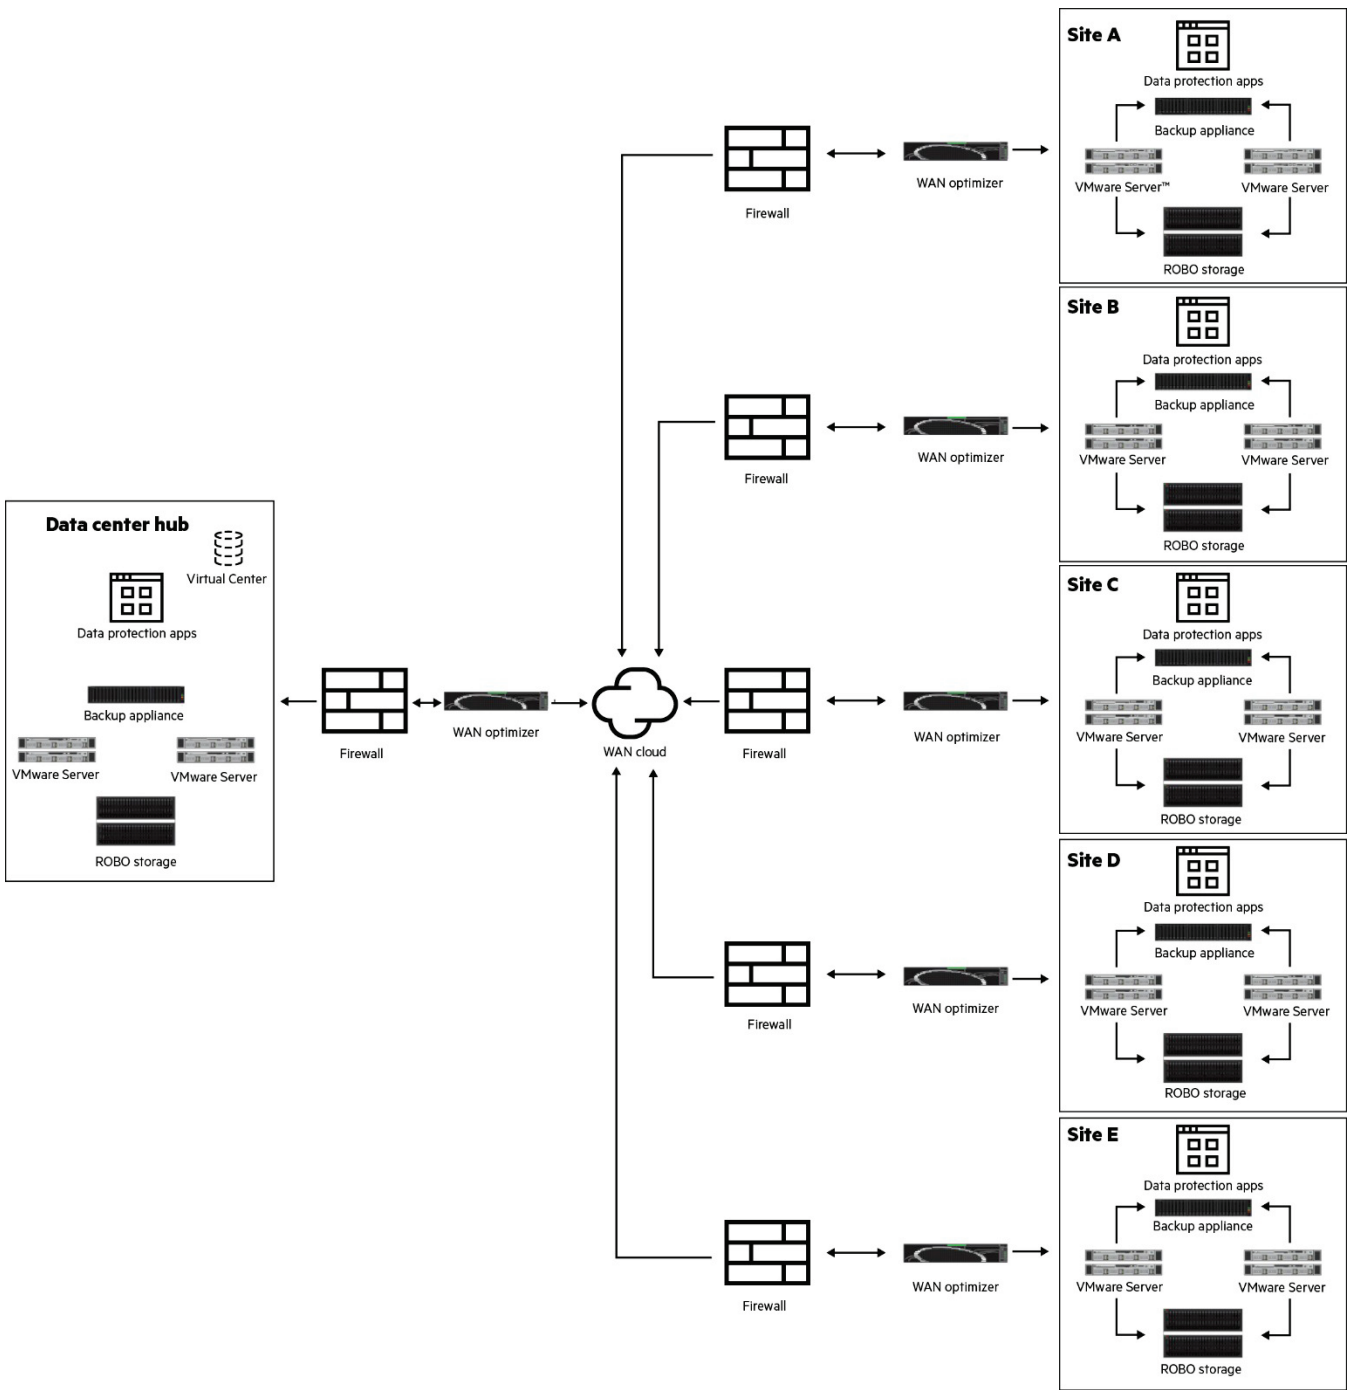 Site A
Data protection apps
Backup appliance
VMware Server™
VMware Server
ROBO storage
Firewall
WAN optimizer
Site B
Data protection apps
Backup appliance
VMware Server
VMware Server
ROBO storage
Firewall
WAN optimizer
Data center hub
Virtual Center
Data protection apps
Backup appliance
VMware Server
VMware Server
ROBO storage
Firewall
WAN optimizer
WAN cloud
Firewall
WAN optimizer
Site C
Data protection apps
Backup appliance
VMware Server
VMware Server
ROBO storage
Firewall
WAN optimizer
Site D
Data protection apps
Backup appliance
VMware Server
VMware Server
ROBO storage
Firewall
WAN optimizer
Site E
Data protection apps
Backup appliance
VMware Server
VMware Server
ROBO storage